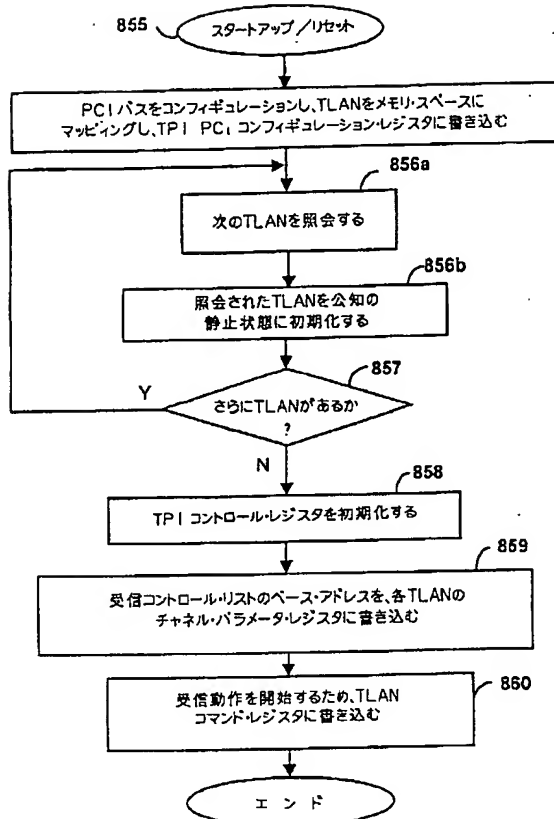 855
スタートアップ/リセット
PCIバスをコンフィギュレーションし、TLANをメモリ・スペースに
マッピングし、TPI PCI コンフィギュレーション・レジスタに書き込む
856a
次のTLANを照会する
856b
照会されたTLANを公知の
静止状態に初期化する
857
Y
さらにTLANがあるか
?
N
858
TPI コントロール・レジスタを初期化する
859
受信コントロール・リストのベース・アドレスを、各TLANの
チャネル・パラメータ・レジスタに書き込む
860
受信動作を開始するため、TLAN
コマンド・レジスタに書き込む
エンド